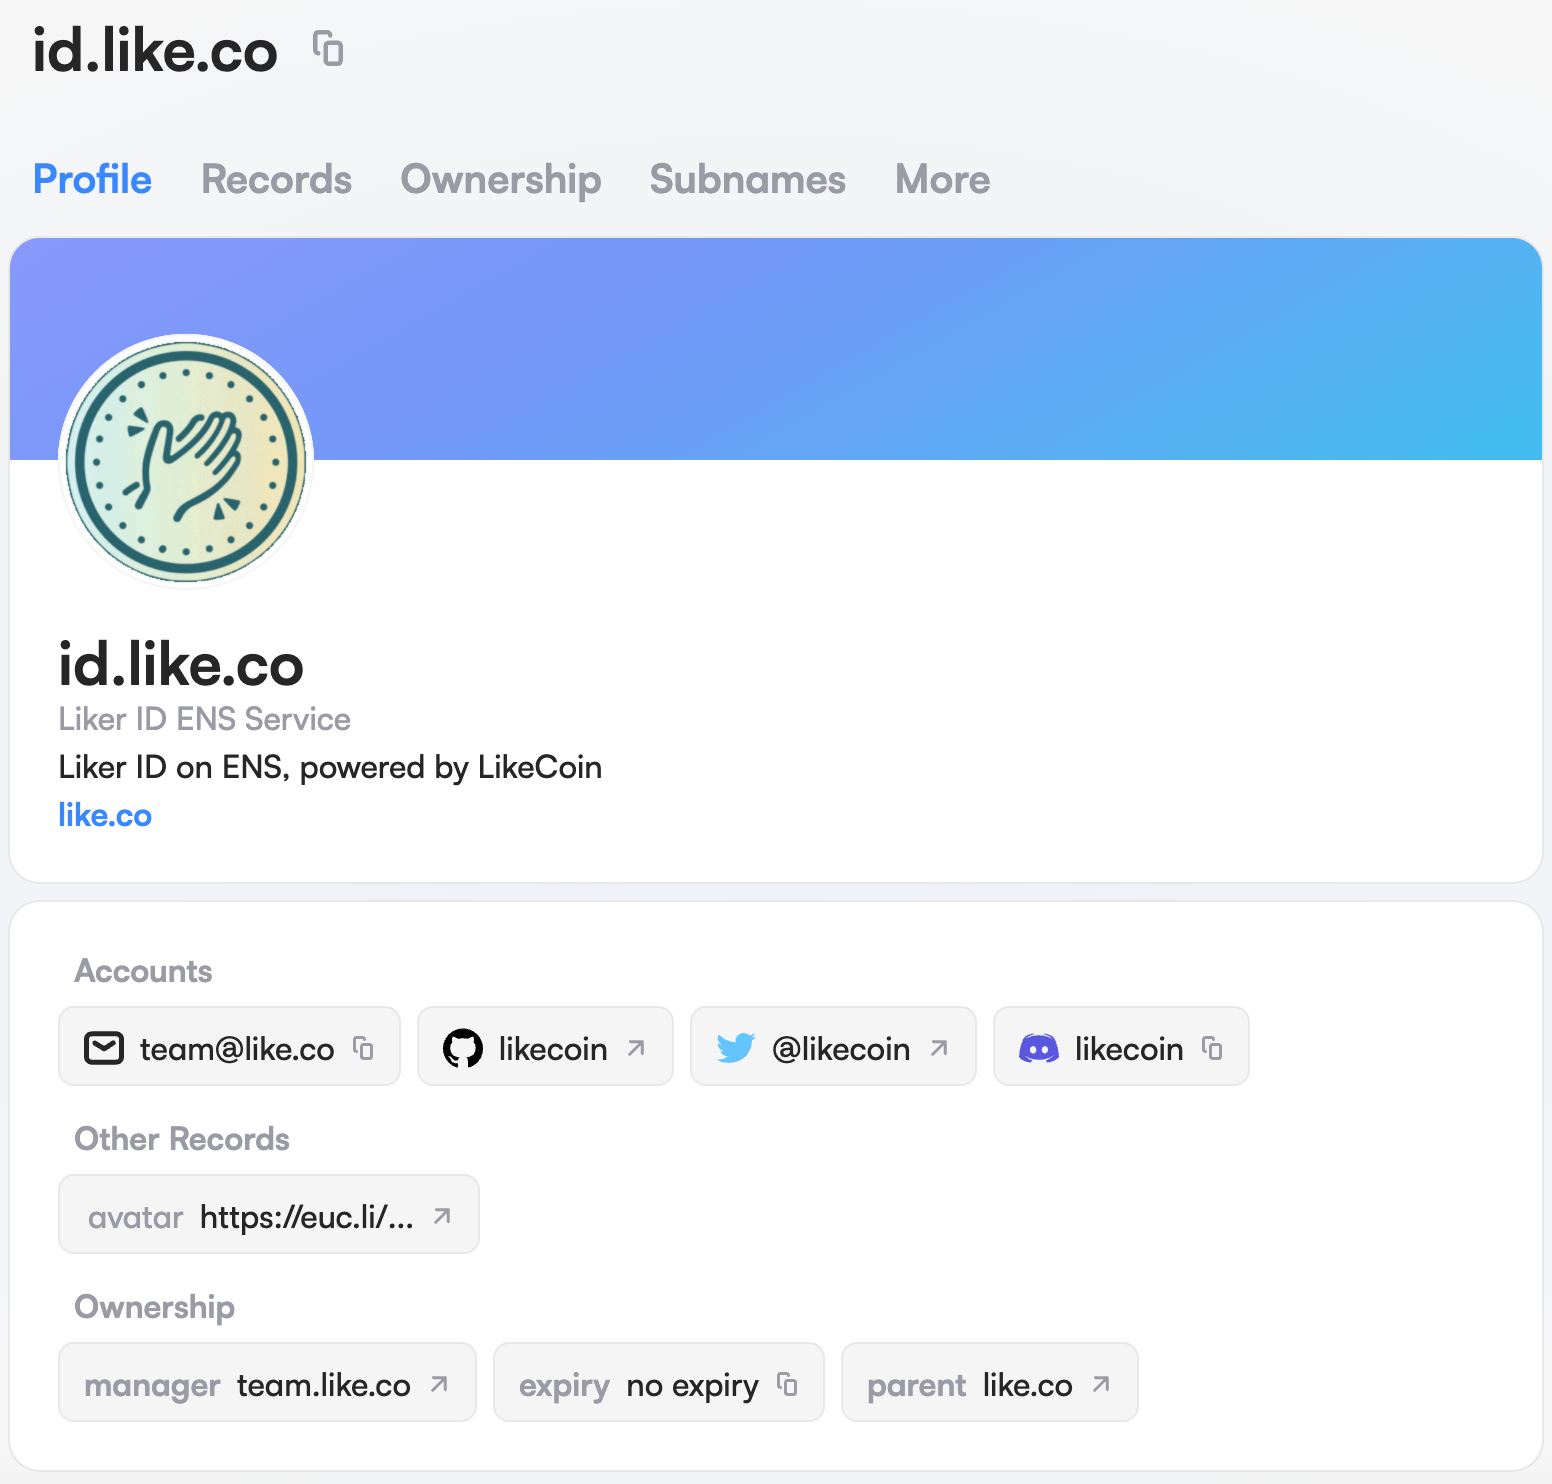 id.like.co
Profile Records Ownership Subnames More
id.like.co
Liker ID ENS Service
Liker ID on ENS, powered by LikeCoin
like.co
Accounts
team@like.co likecoin @likecoin likecoin
Other Records
avatar https://euc.li/...
Ownership
manager team.like.co expiry no expiry parent like.co